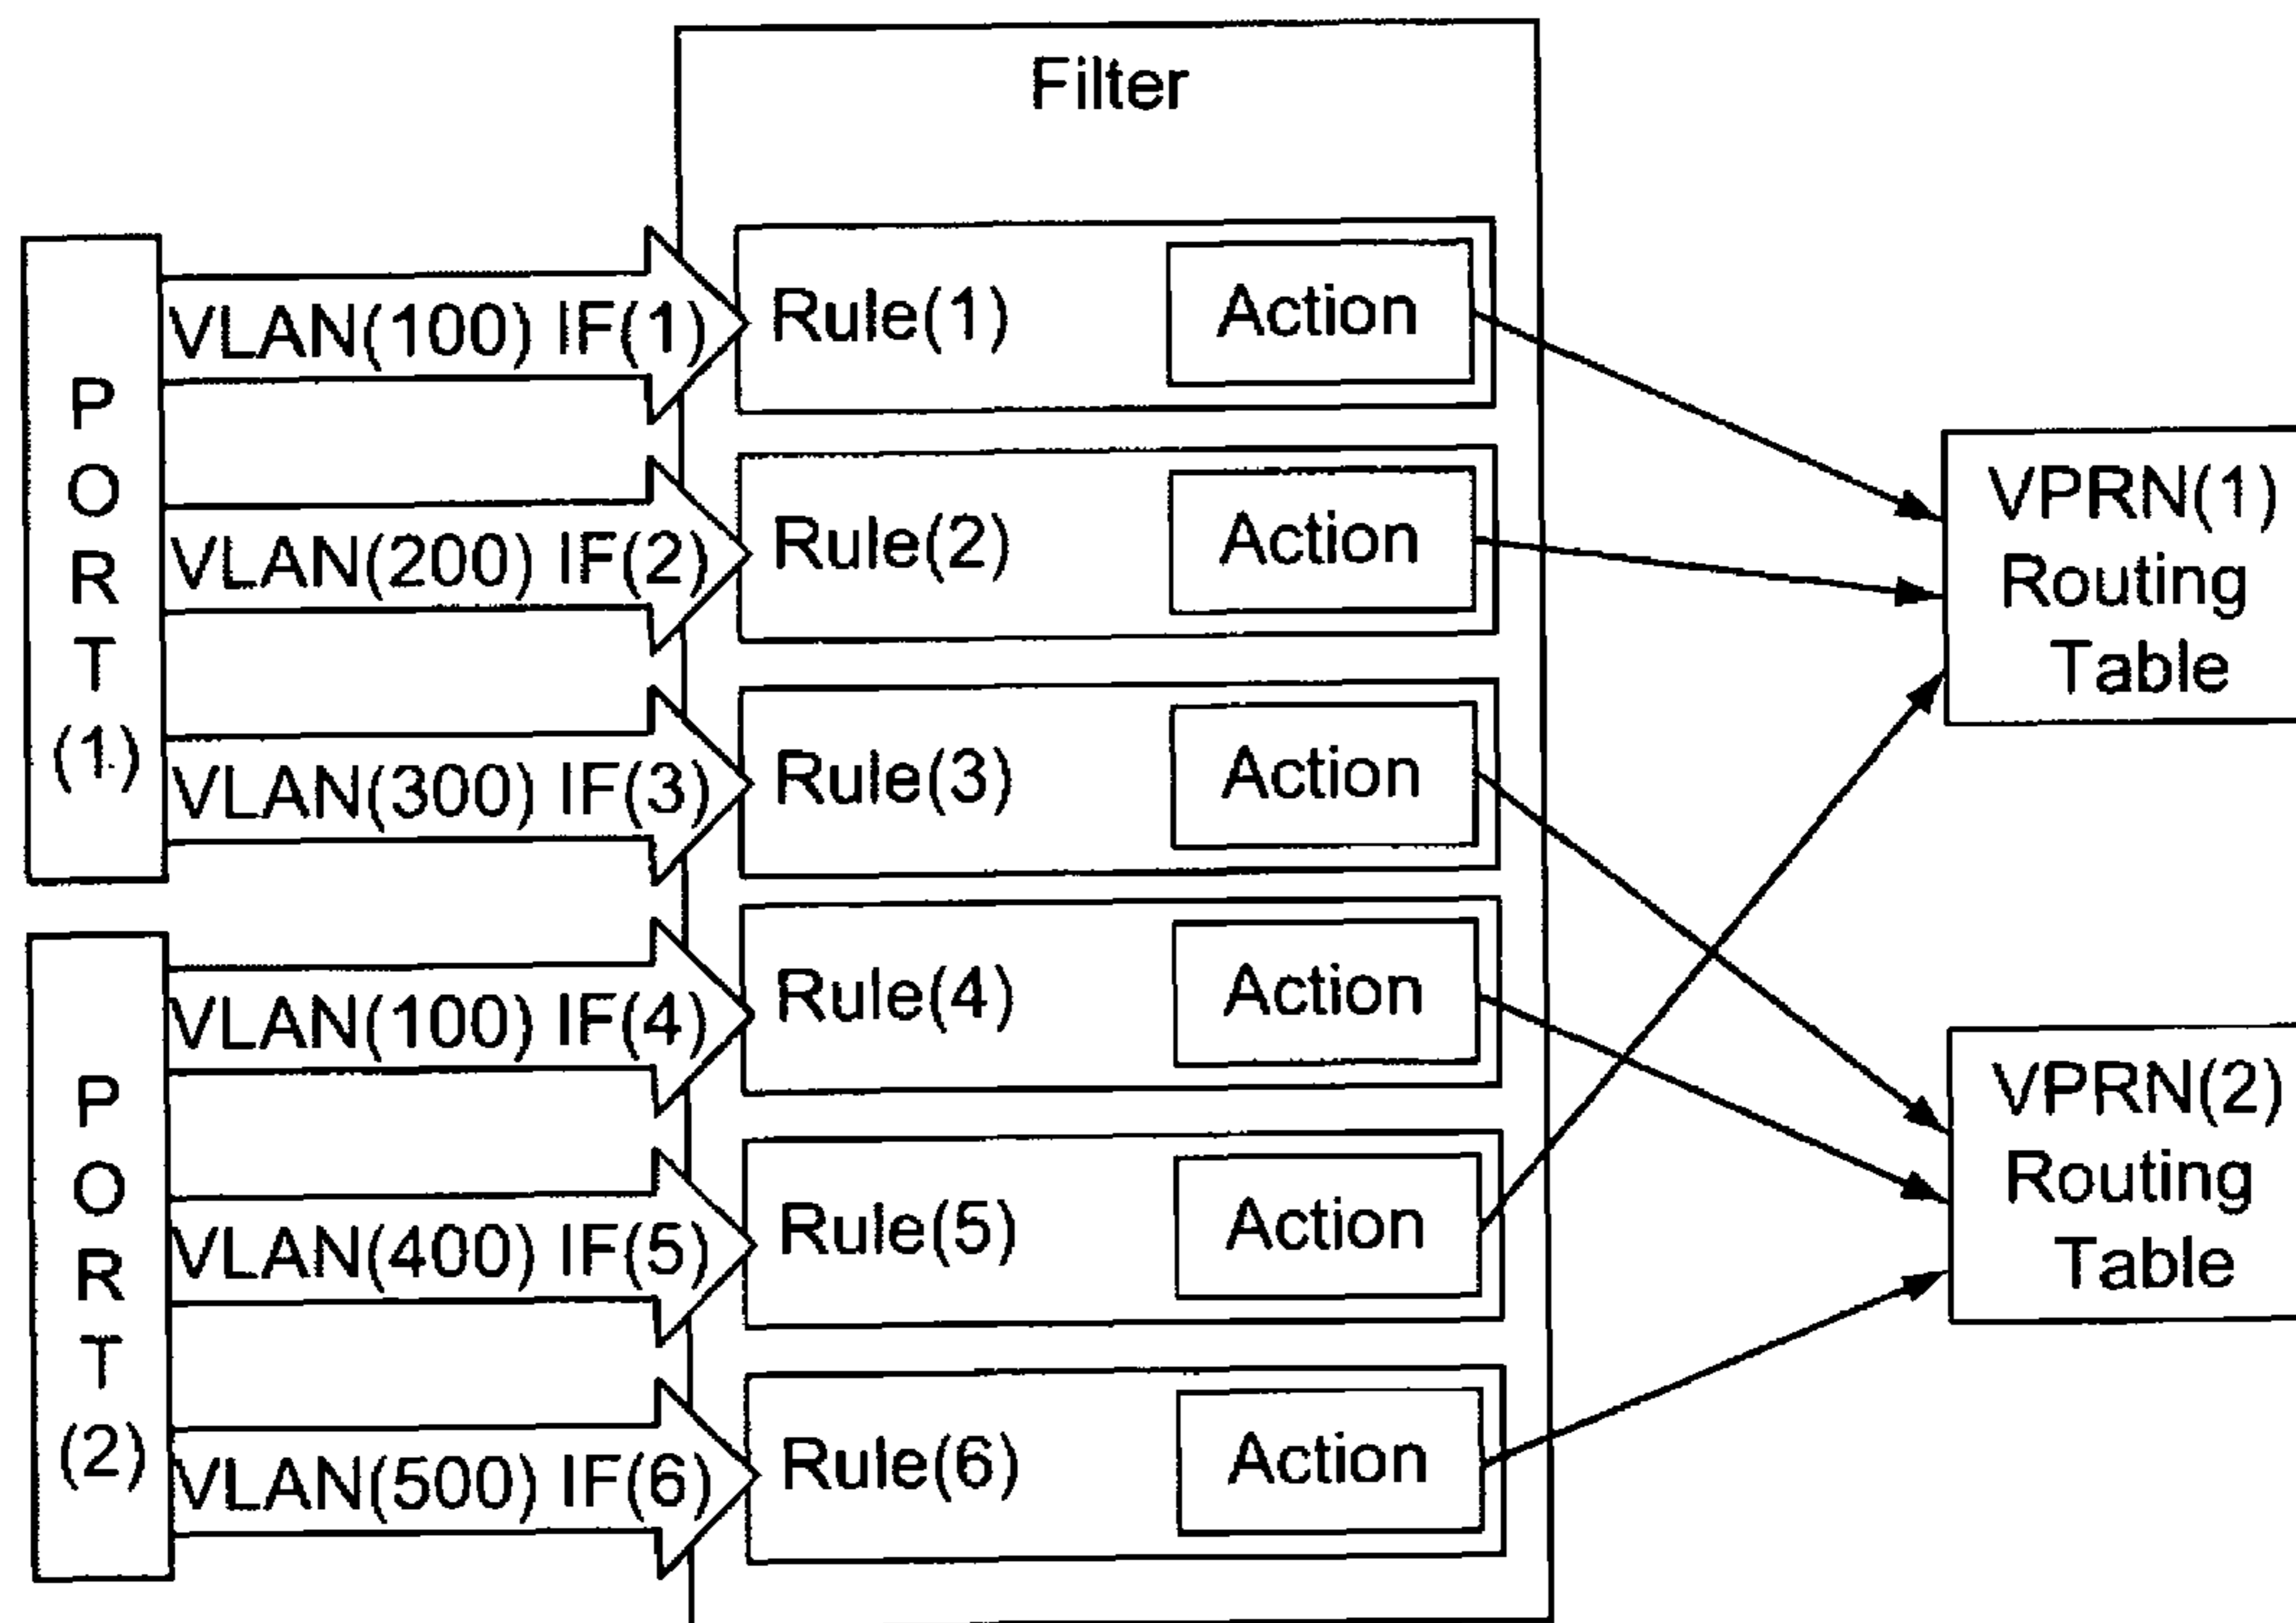 Filter
PORT
(1)
VLAN(100) IF(1)
Rule(1)
Action
VLAN(200) IF(2)
Rule(2)
Action
VLAN(300) IF(3)
Rule(3)
Action
PORT
(2)
VLAN(100) IF(4)
Rule(4)
Action
VLAN(400) IF(5)
Rule(5)
Action
VLAN(500) IF(6)
Rule(6)
Action
VPRN(1)
Routing
Table
VPRN(2)
Routing
Table